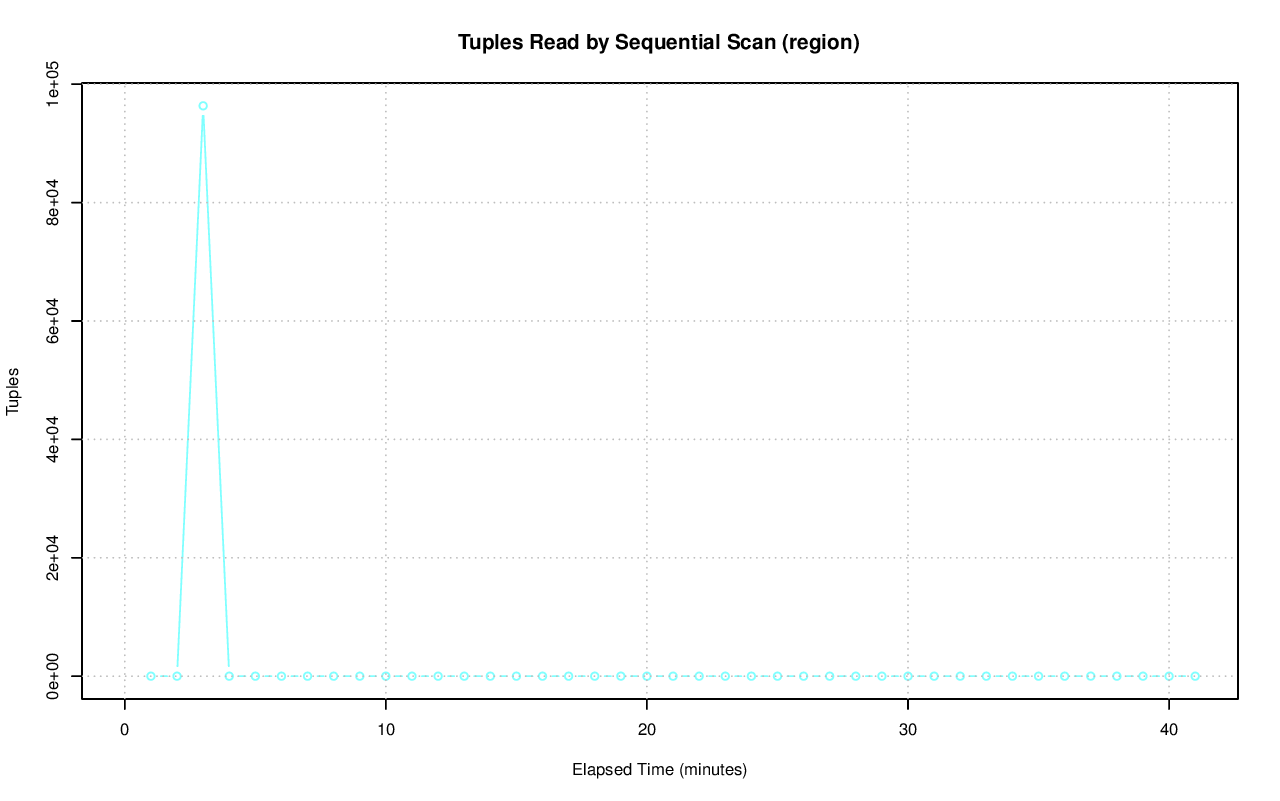 Tuples Read by Sequential Scan (region)
1e+05
8e+04
6e+04
4e+04
2e+04
0e+00
Tuples
0 10 20 30 40
Elapsed Time (minutes)